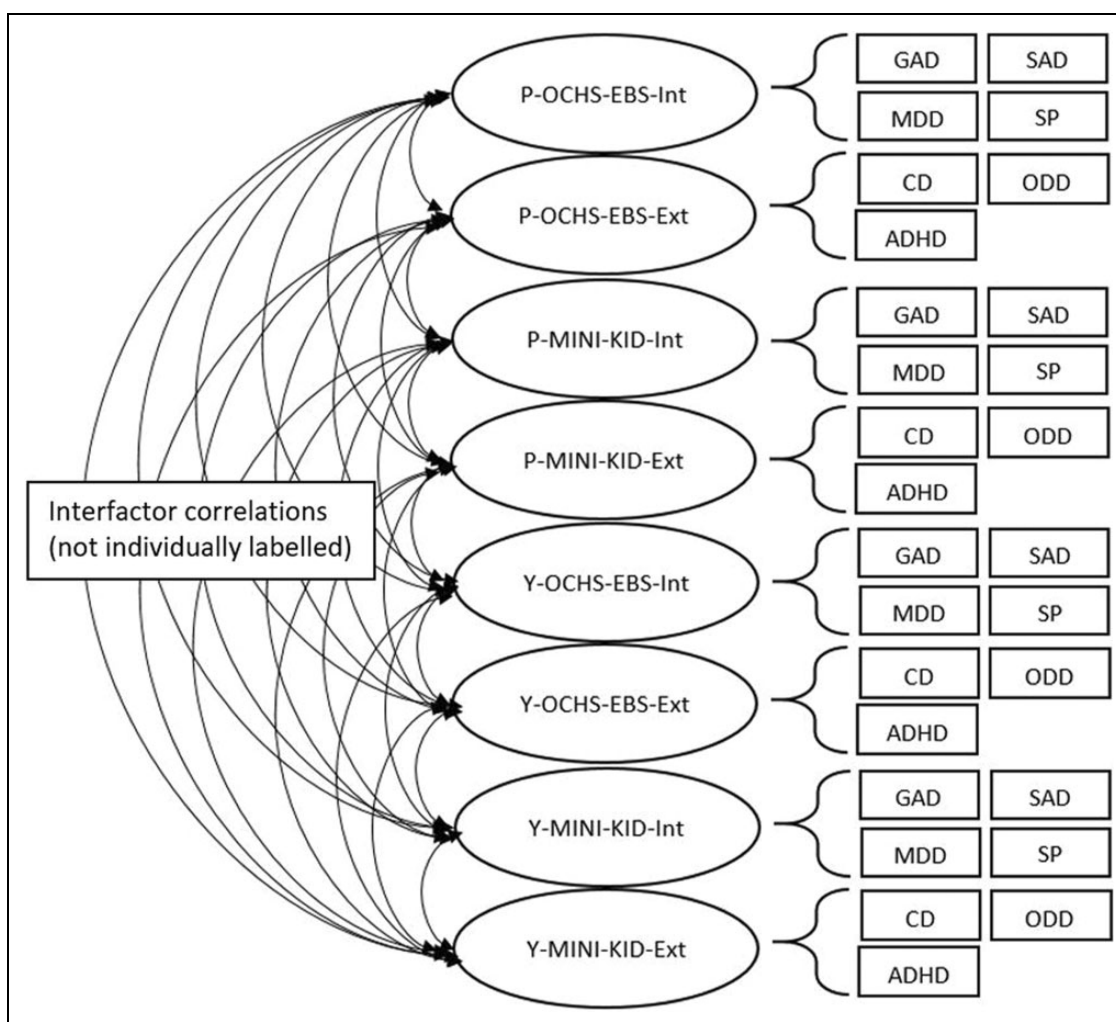 P-OCHS-EBS-Int
GAD SAD
MDD SP
P-OCHS-EBS-Ext
CD ODD
ADHD
P-MINI-KID-Int
GAD SAD
MDD SP
P-MINI-KID-Ext
CD ODD
ADHD
Interfactor correlations
(not individually labelled)
Y-OCHS-EBS-Int
GAD SAD
MDD SP
Y-OCHS-EBS-Ext
CD ODD
ADHD
Y-MINI-KID-Int
GAD SAD
MDD SP
Y-MINI-KID-Ext
CD ODD
ADHD